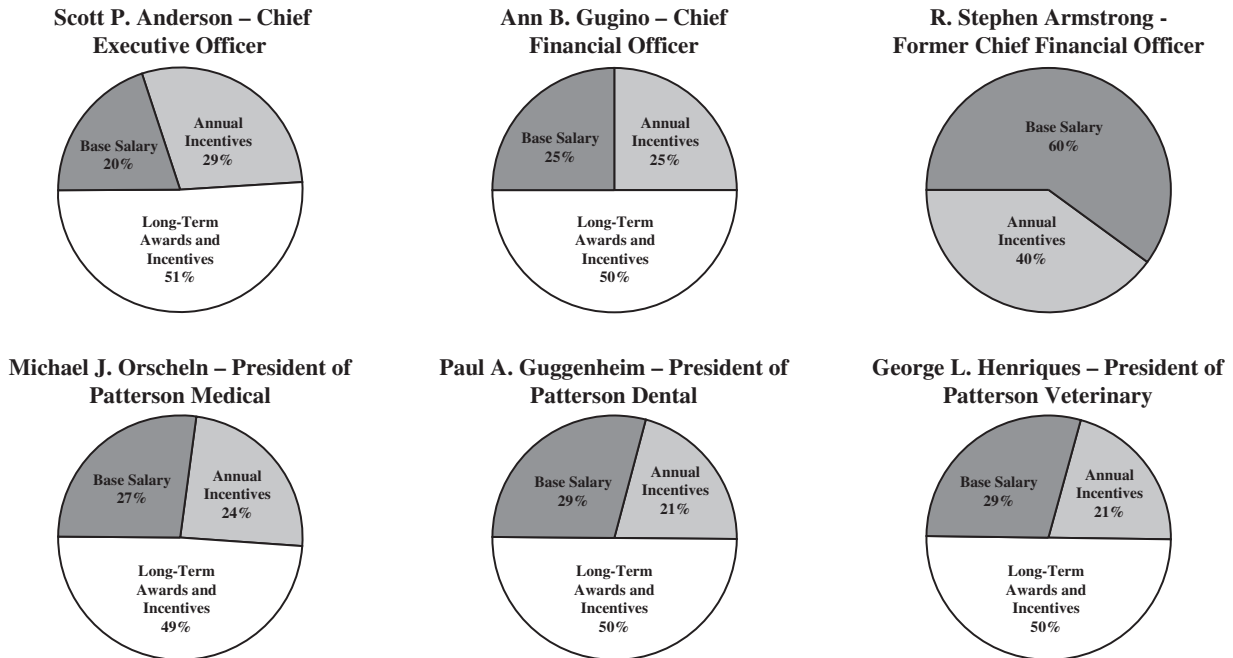 Scott P. Anderson – Chief
Executive Officer
Base Salary
20%
Annual
Incentives
29%
Long-Term
Awards and
Incentives
51%
Ann B. Gugino – Chief
Financial Officer
Base Salary
25%
Annual
Incentives
25%
Long-Term
Awards and
Incentives
50%
R. Stephen Armstrong -
Former Chief Financial Officer
Base Salary
60%
Annual
Incentives
40%
Michael J. Orscheln – President of
Patterson Medical
Base Salary
27%
Annual
Incentives
24%
Long-Term
Awards and
Incentives
49%
Paul A. Guggenheim – President of
Patterson Dental
Base Salary
29%
Annual
Incentives
21%
Long-Term
Awards and
Incentives
50%
George L. Henriques – President of
Patterson Veterinary
Base Salary
29%
Annual
Incentives
21%
Long-Term
Awards and
Incentives
50%